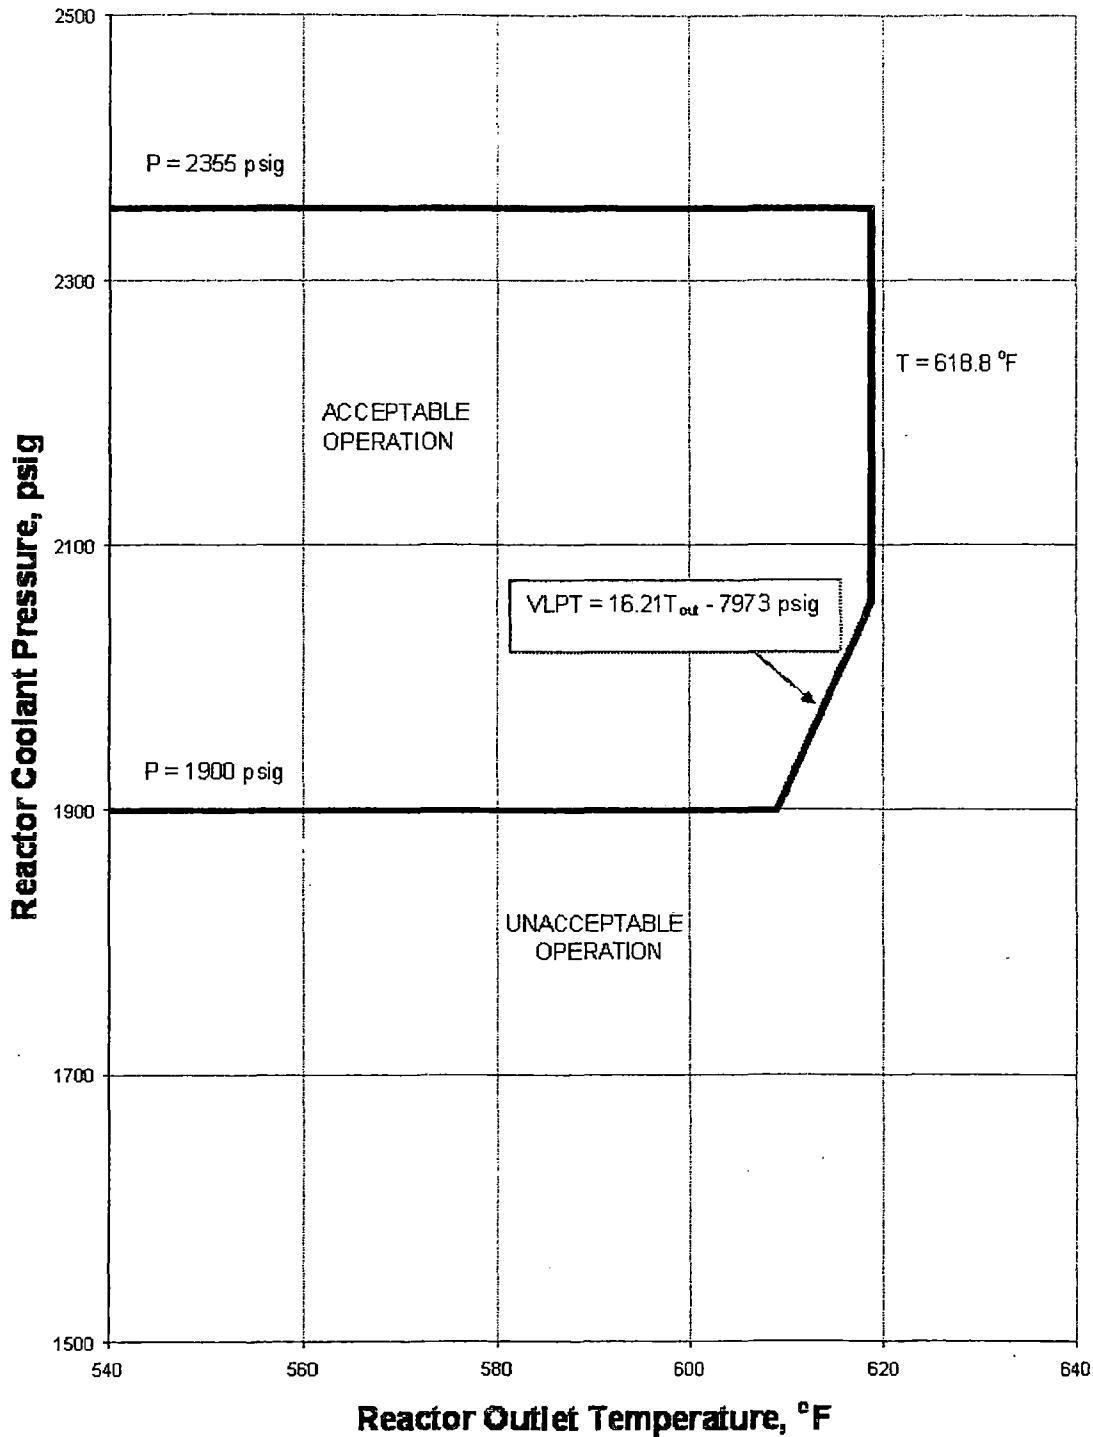 2500
P = 2355 psig
2300
T = 618.8 °F
ACCEPTABLE
OPERATION
2100
VLPT = 16.21Tout - 7973 psig
P = 1900 psig
1900
UNACCEPTABLE
OPERATION
1700
1500
540 560 580 600 620 640
Reactor Coolant Pressure, psig
Reactor Outlet Temperature, °F